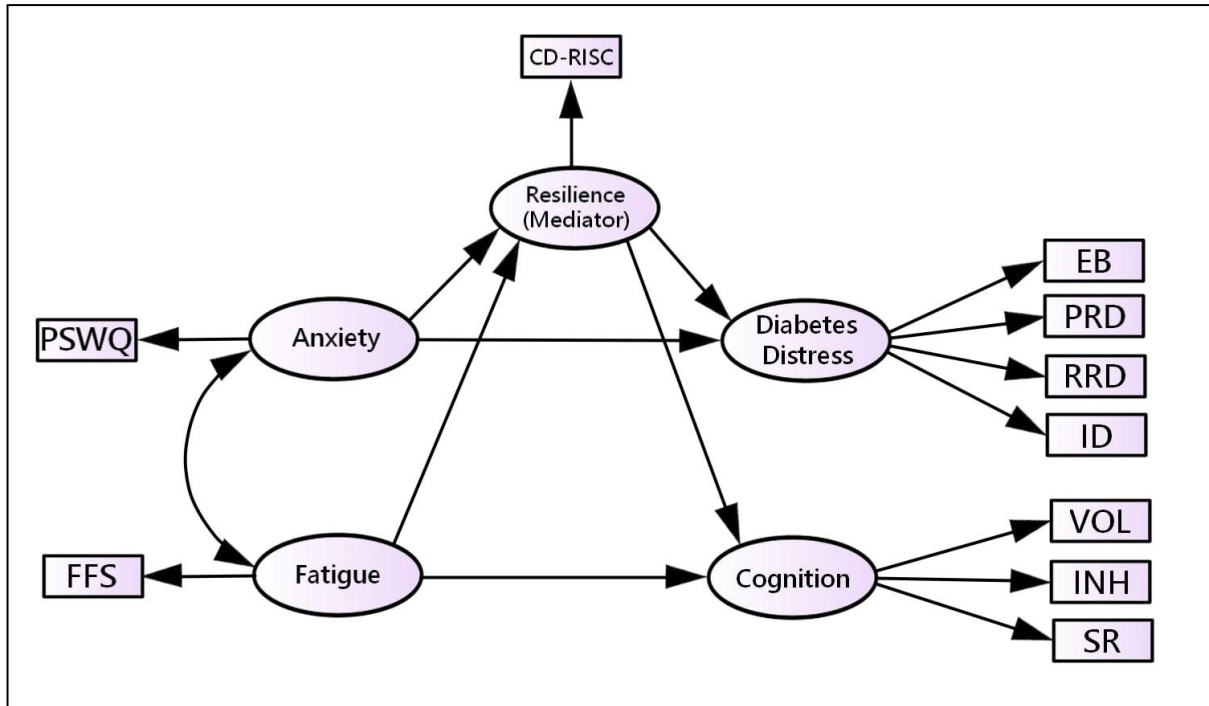 CD-RISC
Resilience
(Mediator)
EB
PSWQ
Anxiety
Diabetes
Distress
PRD
RRD
ID
VOL
FFS
Fatigue
Cognition
INH
SR